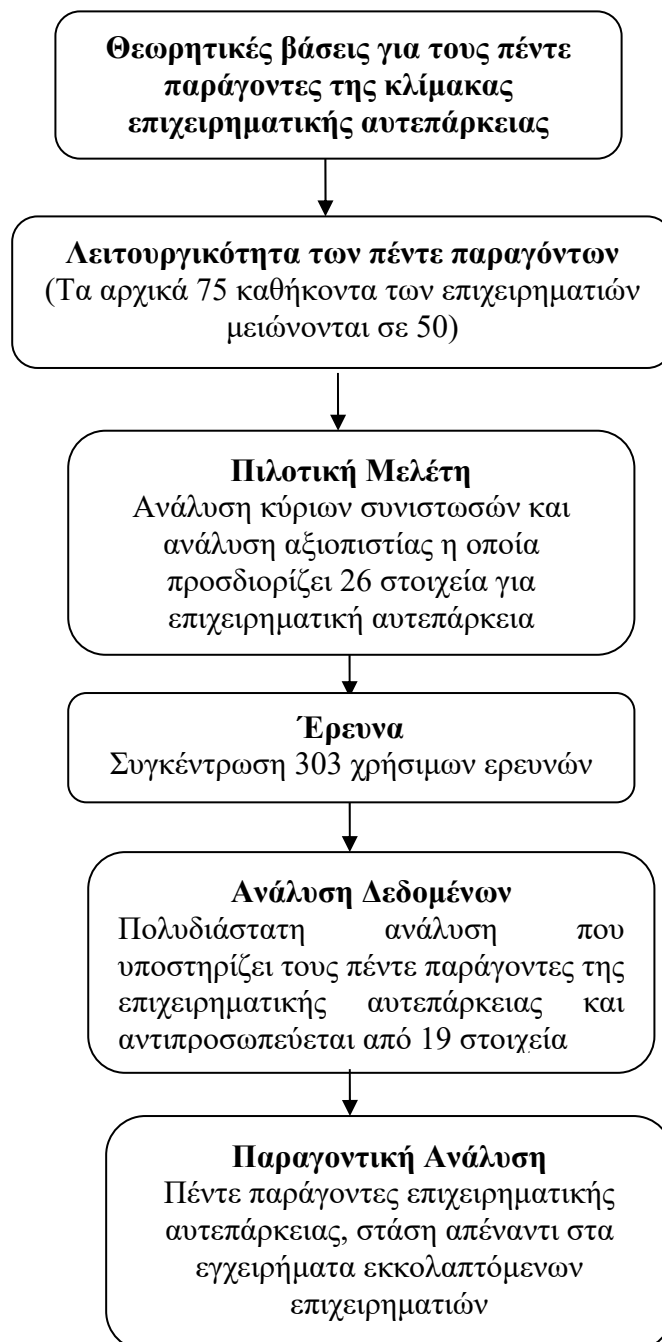 Θεωρητικές βάσεις για τους πέντε
παράγοντες της κλίμακας
επιχειρηματικής αυτεπάρκειας
Λειτουργικότητα των πέντε παραγόντων
(Τα αρχικά 75 καθήκοντα των επιχειρηματιών
μειώνονται σε 50)
Πιλοτική Μελέτη
Ανάλυση κύριων συνιστωσών και
ανάλυση αξιοπιστίας η οποία
προσδιορίζει 26 στοιχεία για
επιχειρηματική αυτεπάρκεια
Έρευνα
Συγκέντρωση 303 χρήσιμων ερευνών
Ανάλυση Δεδομένων
Πολυδιάστατη ανάλυση που
υποστηρίζει τους πέντε παράγοντες της
επιχειρηματικής αυτεπάρκειας και
αντιπροσωπεύεται από 19 στοιχεία
Παραγοντική Ανάλυση
Πέντε παράγοντες επιχειρηματικής
αυτεπάρκειας, στάση απέναντι στα
εγχειρήματα εκκολαπτόμενων
επιχειρηματιών